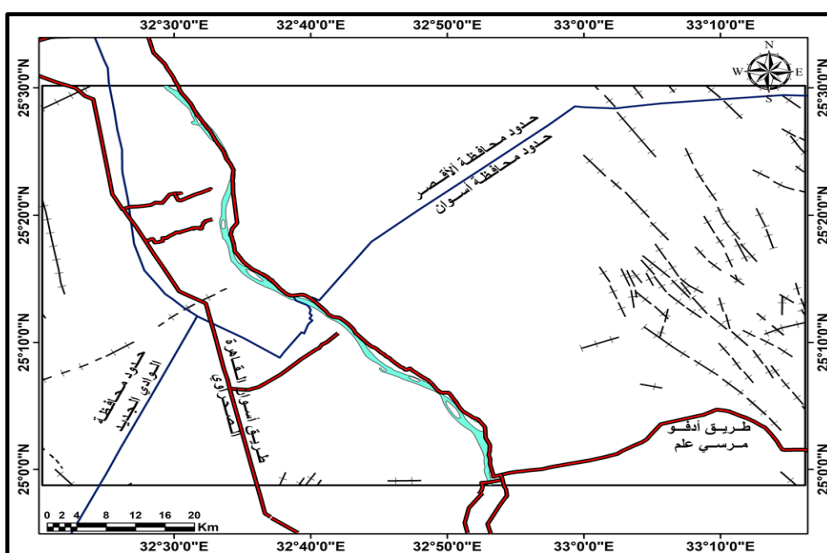 32°30'0"E 32°40'0"E 32°50'0"E 33°0'0"E 33°10'0"E
N
W E
S
25°30'0"N 25°30'0"N
حدود محافظة ألأقصر
حدود محافظة أسوان
25°20'0"N 25°20'0"N
25°10'0"N 25°10'0"N
حدود محافظة
الوادي الجديد
طريق أسوان القاهرة
الصحراوي
طريق أدفو
مرسي علم
25°0'0"N 25°0'0"N
0 2 4 8 12 16 20
Km
32°30'0"E 32°40'0"E 32°50'0"E 33°0'0"E 33°10'0"E